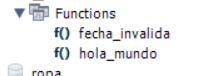 Functions
f() fecha_invalida
f() hola_mundo
ropa